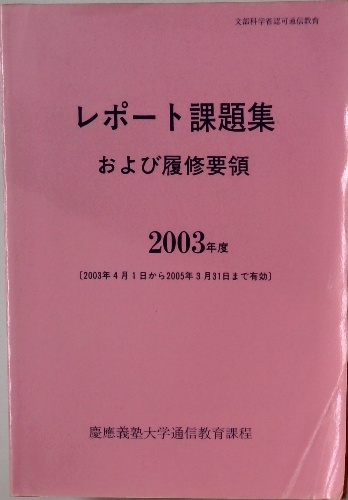 文部科学省認可通信教育
レポート課題集
および履修要領
2003年度
〔2003年4月1日から2005年3月31日まで有効〕
慶應義塾大学通信教育課程